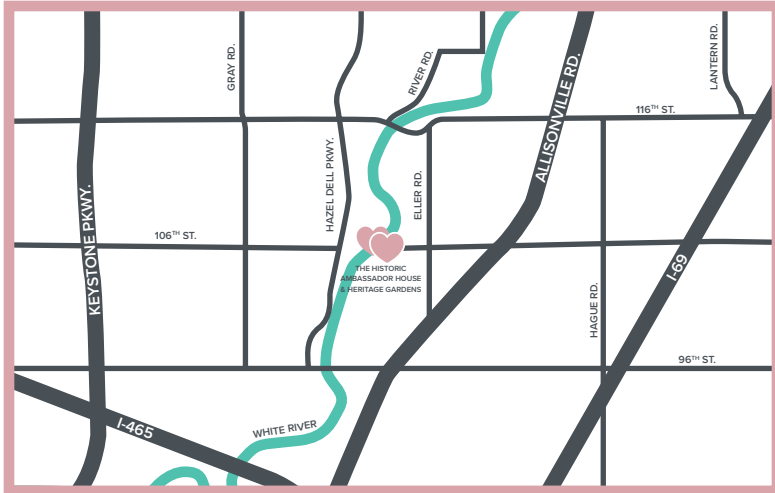 GRAY RD.
RIVER RD.
LANTERN RD.
ALLISONVILLE RD.
116TH ST.
HAZEL DELL PKWY.
ELLER RD.
KEYSTONE PKWY.
106TH ST.
THE HISTORIC
AMBASSADOR HOUSE
& HERITAGE GARDENS
I-69
HAGUE RD.
96TH ST.
I-465
WHITE RIVER